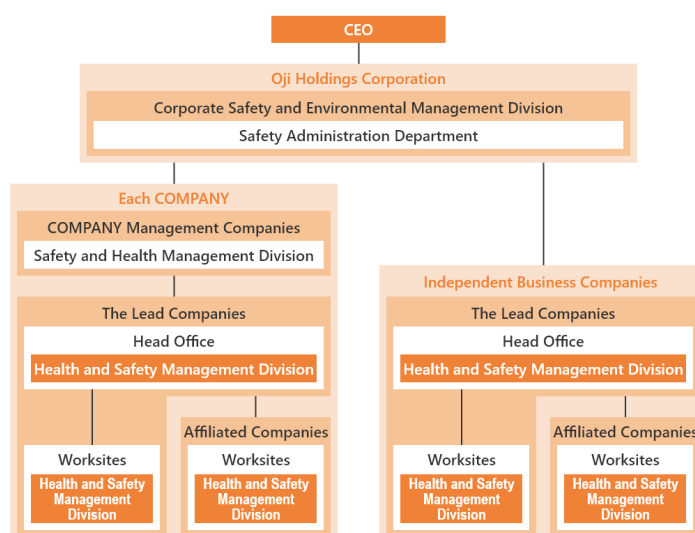 CEO
Oji Holdings Corporation
Corporate Safety and Environmental Management Division
Safety Administration Department
Each COMPANY
COMPANY Management Companies
Safety and Health Management Division
The Lead Companies
Head Office
Health and Safety Management Division
Affiliated Companies
Worksites
Health and Safety
Management
Division
Worksites
Health and Safety
Management
Division
Independent Business Companies
The Lead Companies
Head Office
Health and Safety Management Division
Affiliated Companies
Worksites
Health and Safety
Management
Division
Worksites
Health and Safety
Management
Division